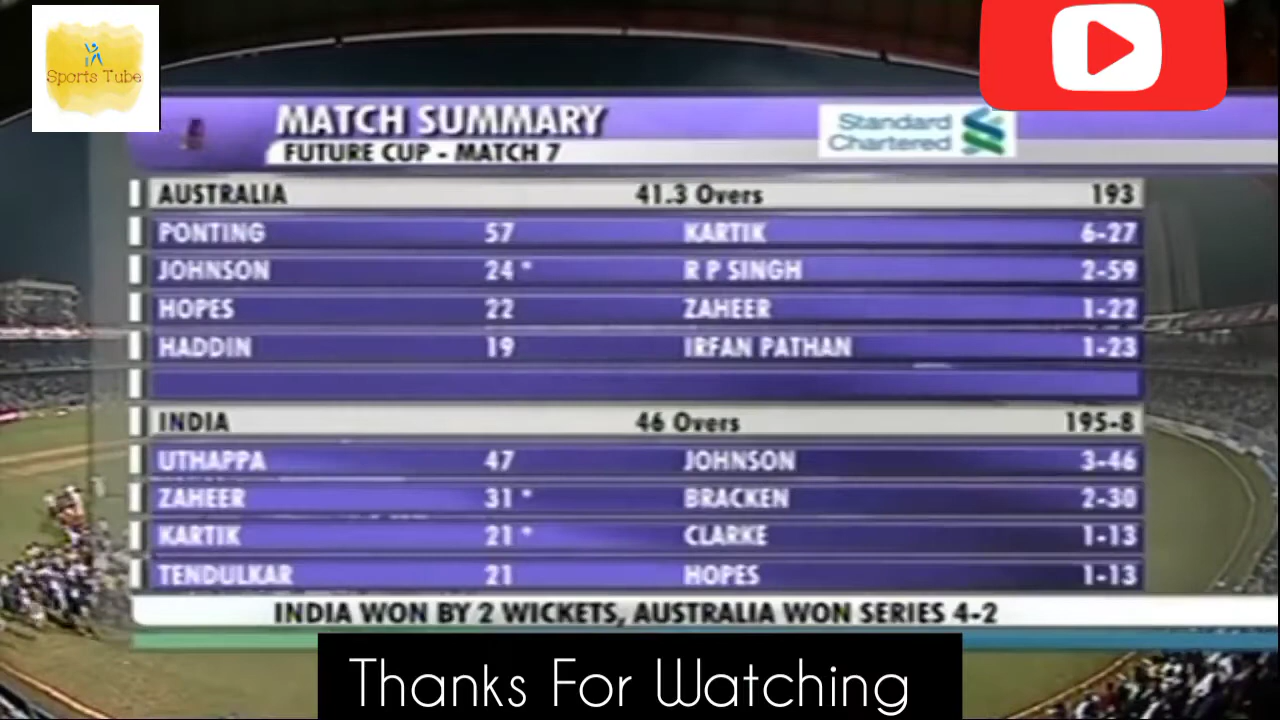 Sports Tube
MATCH SUMMARY
FUTURE CUP - MATCH 7
Standard
Chartered
AUSTRALIA 41.3 Overs 193
PONTING 57 KARTIK 6-27
JOHNSON 24* R P SINGH 2-59
HOPES 22 ZAHEER 1-22
HADDIN 19 IRFAN PATHAN 1-23
INDIA 46 Overs 195-8
UTHAPPA 47 JOHNSON 3-46
ZAHEER 31* BRACKEN 2-30
KARTIK 21* CLARKE 1-13
TENDULKAR 21 HOPES 1-13
INDIA WON BY 2 WICKETS, AUSTRALIA WON SERIES 4-2
Thanks For Watching